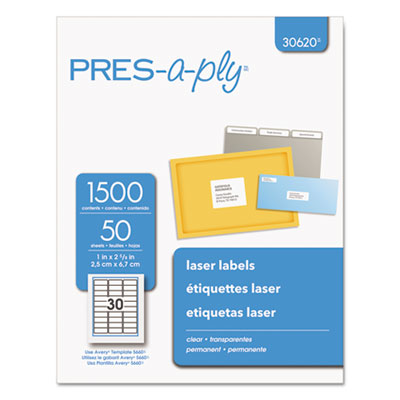 30620®
PRES-a-ply®
1500
contents • contenu • contenido
50
sheets • feuilles • hojas
1 in x 2 5/8 in
2,5 cm x 6,7 cm
30
Use Avery® Template 5660®
Utilisez le gabarit Avery® 5660®
Use Plantilla Avery® 5660®
laser labels
étiquettes laser
etiquetas laser
clear • transparentes
permanent • permanente